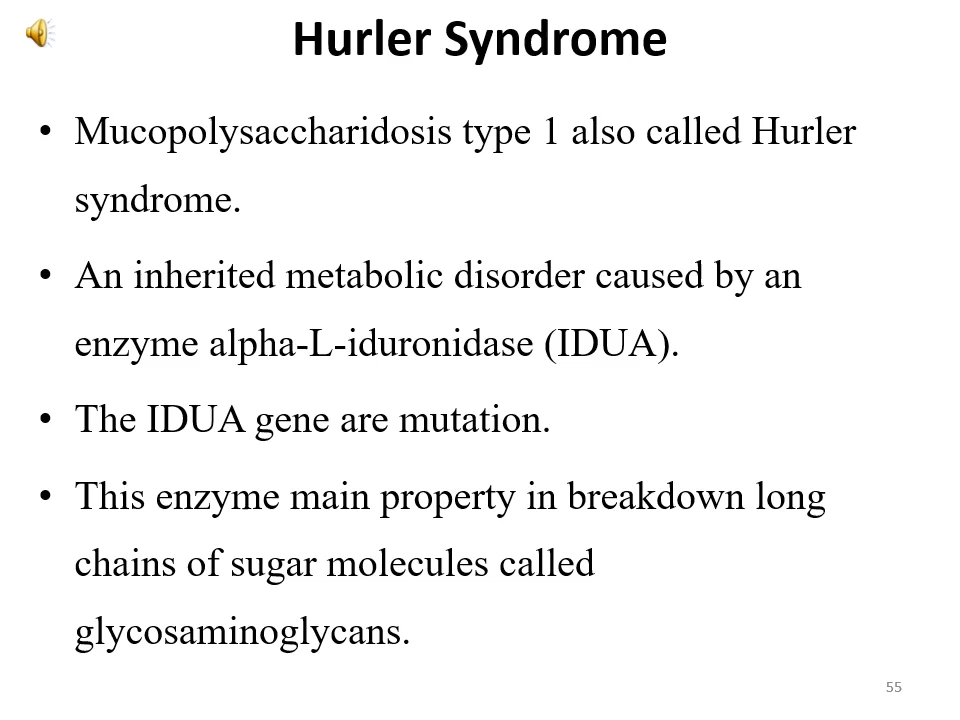 Hurler Syndrome
• Mucopolysaccharidosis type 1 also called Hurler
syndrome.
• An inherited metabolic disorder caused by an
enzyme alpha-L-iduronidase (IDUA).
• The IDUA gene are mutation.
• This enzyme main property in breakdown long
chains of sugar molecules called
glycosaminoglycans.
55